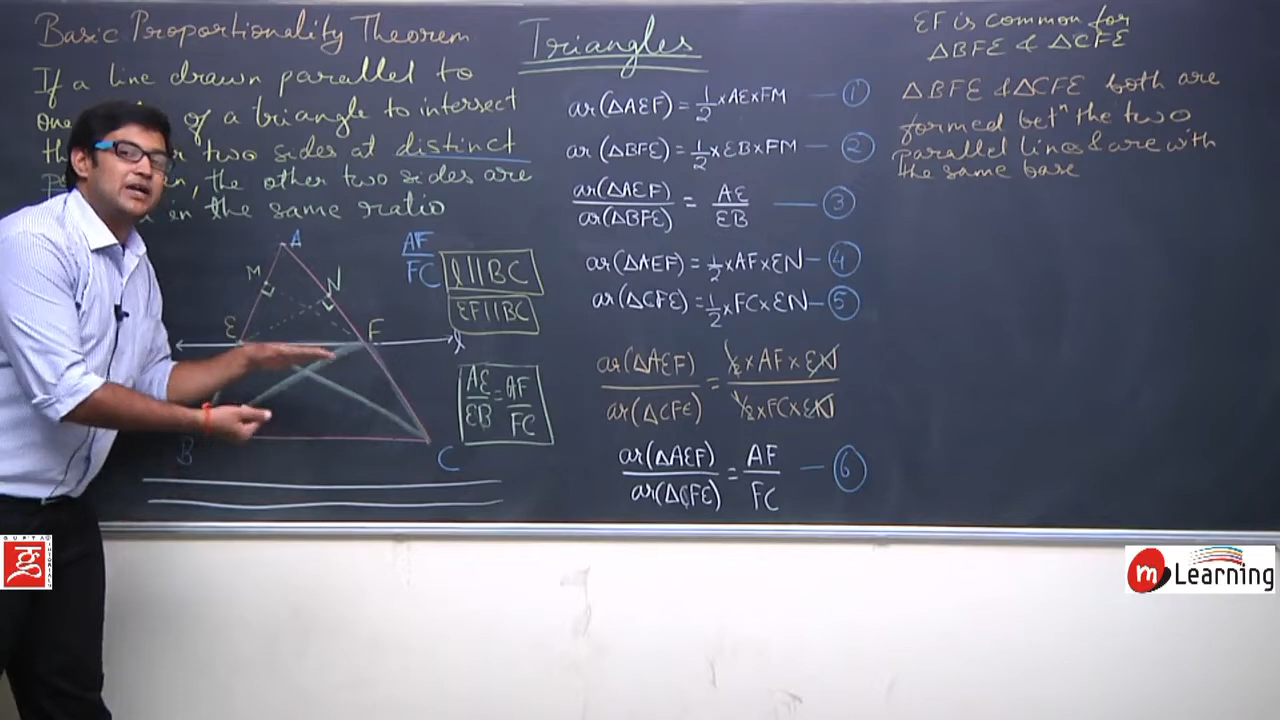 Basic Proportionality Theorem
If a line drawn parallel to
one of a triangle to intersect
two sides at distinct
the other two sides are
in the same ratio
Triangles
ar(ΔAEF) = 1/2 × AE × FM — 1
ar(ΔBFE) = 1/2 × EB × FM — 2
ar(ΔAEF)/ar(ΔBFE) = AE/EB — 3
ar(ΔAEF) = 1/2 × AF × EN — 4
ar(ΔCFE) = 1/2 × FC × EN — 5
ar(ΔAEF)/ar(ΔCFE) = 1/2 × AF × EN / 1/2 × FC × EN
ar(ΔAEF)/ar(ΔCFE) = AF/FC — 6
EF is common for
ΔBFE & ΔCFE
ΔBFE & ΔCFE both are
formed betⁿ the two
Parallel lines & are with
the same base
A
M
N
E
F
l
B
C
AF/FC
l||BC
EF||BC
AE/EB = AF/FC
GUPTA
TUTORIALS
m Learning